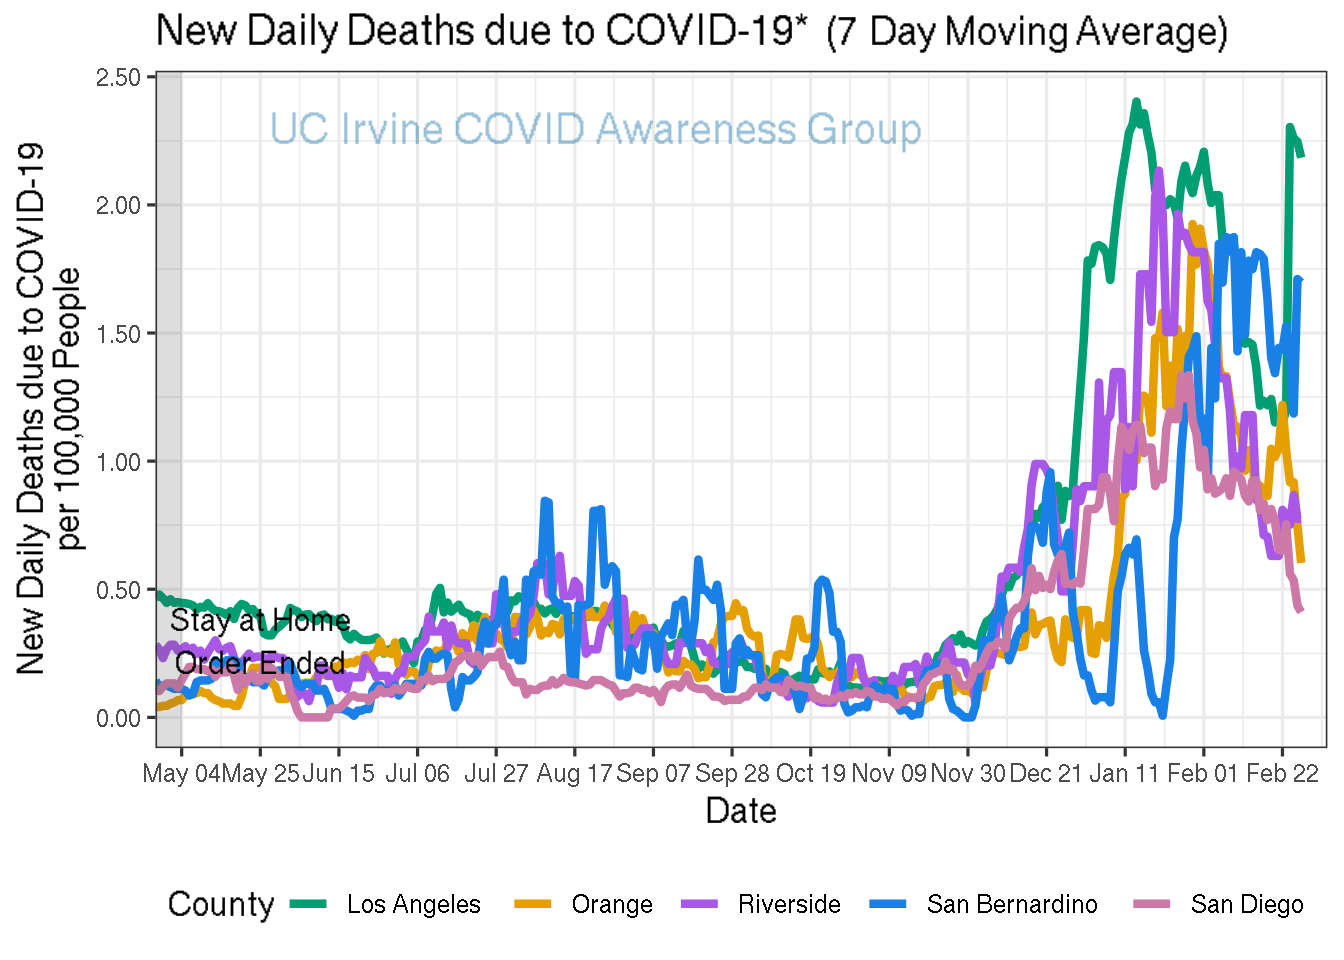 New Daily Deaths due to COVID-19* (7 Day Moving Average)
UC Irvine COVID Awareness Group
New Daily Deaths due to COVID-19
per 100,000 People
2.50
2.00
1.50
1.00
0.50
0.00
Stay at Home
Order Ended
May 04 May 25 Jun 15 Jul 06 Jul 27 Aug 17 Sep 07 Sep 28 Oct 19 Nov 09 Nov 30 Dec 21 Jan 11 Feb 01 Feb 22
Date
County Los Angeles Orange Riverside San Bernardino San Diego